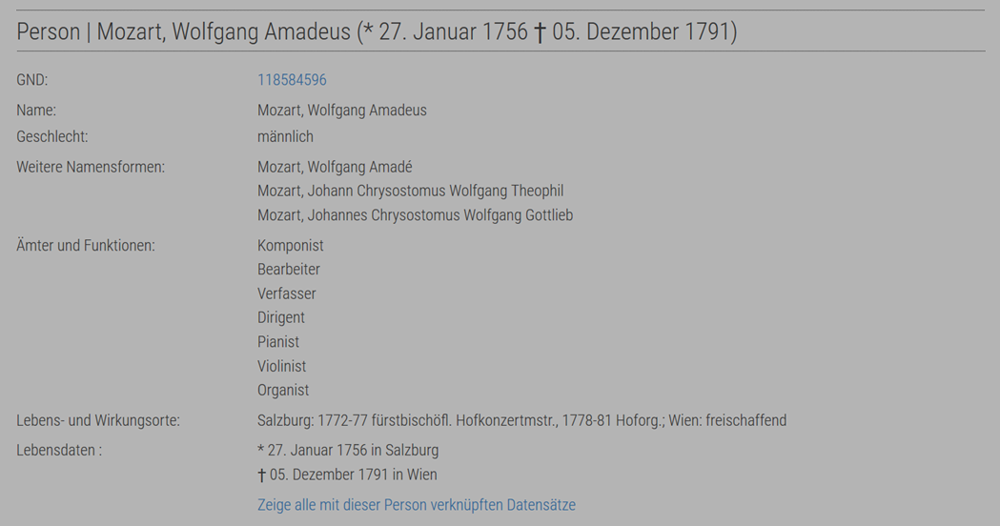 Person | Mozart, Wolfgang Amadeus (* 27. Januar 1756 † 05. Dezember 1791)
GND: 118584596
Name: Mozart, Wolfgang Amadeus
Geschlecht: männlich
Weitere Namensformen: Mozart, Wolfgang Amadé
Mozart, Johann Chrysostomus Wolfgang Theophil
Mozart, Johannes Chrysostomus Wolfgang Gottlieb
Ämter und Funktionen: Komponist
Bearbeiter
Verfasser
Dirigent
Pianist
Violinist
Organist
Lebens- und Wirkungsorte: Salzburg: 1772-77 fürstbischöfl. Hofkonzertmstr., 1778-81 Hoforg.; Wien: freischaffend
Lebensdaten : * 27. Januar 1756 in Salzburg
† 05. Dezember 1791 in Wien
Zeige alle mit dieser Person verknüpften Datensätze